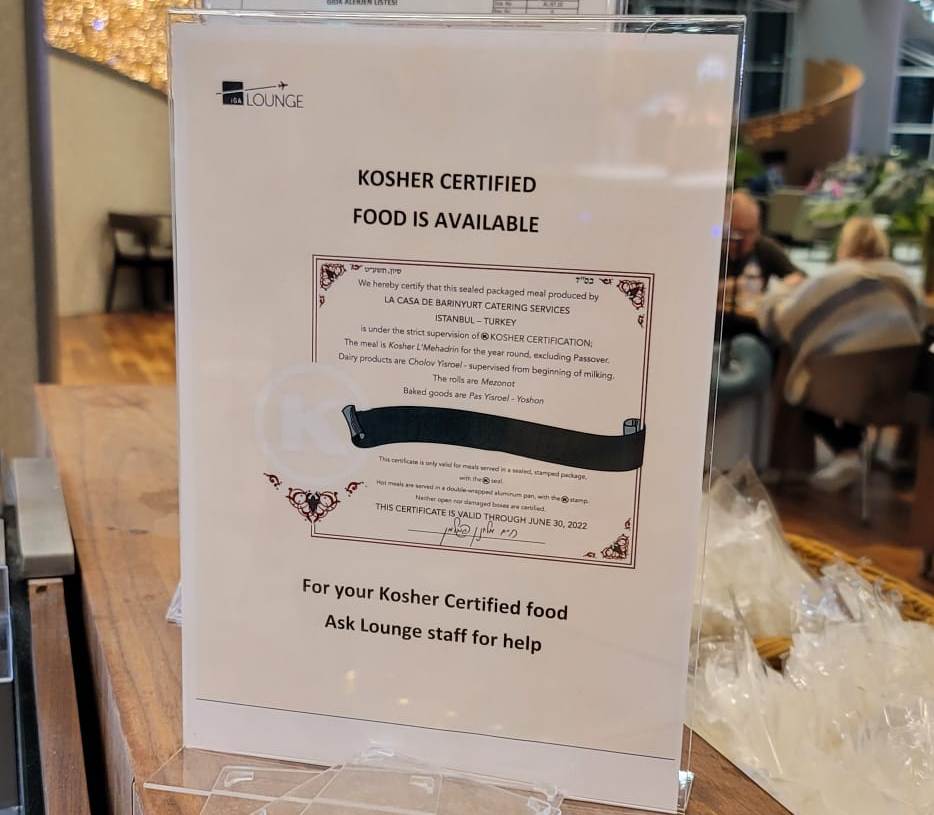 GIDA ALERJEN LİSTESİ
iGA LOUNGE
KOSHER CERTIFIED
FOOD IS AVAILABLE
בס"ד
We hereby certify that this sealed packaged meal produced by
LA CASA DE BARINYURT CATERING SERVICES
ISTANBUL – TURKEY
is under the strict supervision of K KOSHER CERTIFICATION;
The meal is Kosher L'Mehadrin for the year round, excluding Passover.
Dairy products are Cholov Yisroel - supervised from beginning of milking.
The rolls are Mezonot
Baked goods are Pas Yisroel - Yoshon
K
This certificate is only valid for meals served in a sealed, stamped package,
with the K seal.
Hot meals are served in a double-wrapped aluminum pan, with the K stamp.
Neither open nor damaged boxes are certified.
THIS CERTIFICATE IS VALID THROUGH JUNE 30, 2022
For your Kosher Certified food
Ask Lounge staff for help